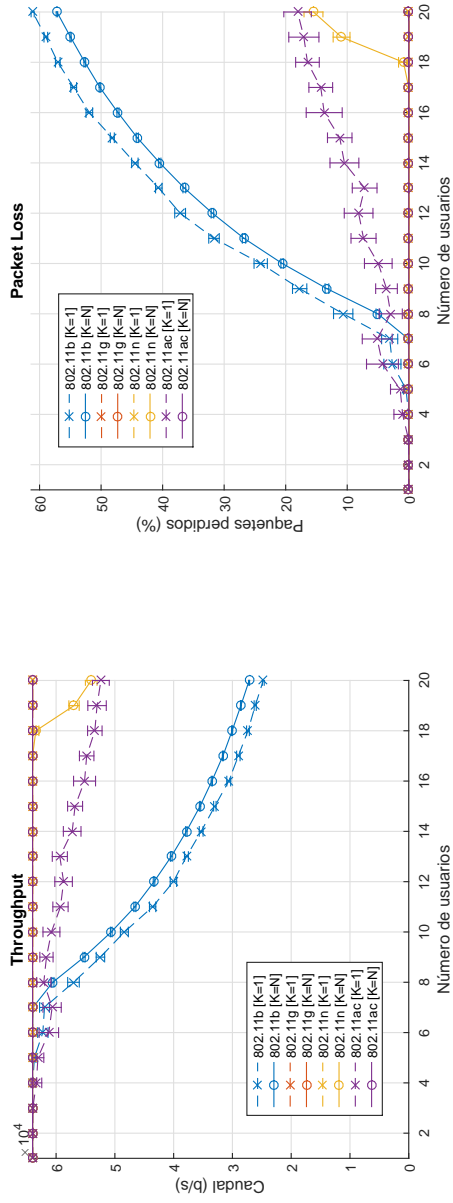 Throughput
× 10^4
6
5
4
3
2
1
0
2
4
6
8
10
12
14
16
18
20
Caudal (b/s)
Número de usuarios
802.11b [K=1]
802.11b [K=N]
802.11g [K=1]
802.11g [K=N]
802.11n [K=1]
802.11n [K=N]
802.11ac [K=1]
802.11ac [K=N]
Packet Loss
60
50
40
30
20
10
0
2
4
6
8
10
12
14
16
18
20
Paquetes perdidos (%)
Número de usuarios
802.11b [K=1]
802.11b [K=N]
802.11g [K=1]
802.11g [K=N]
802.11n [K=1]
802.11n [K=N]
802.11ac [K=1]
802.11ac [K=N]